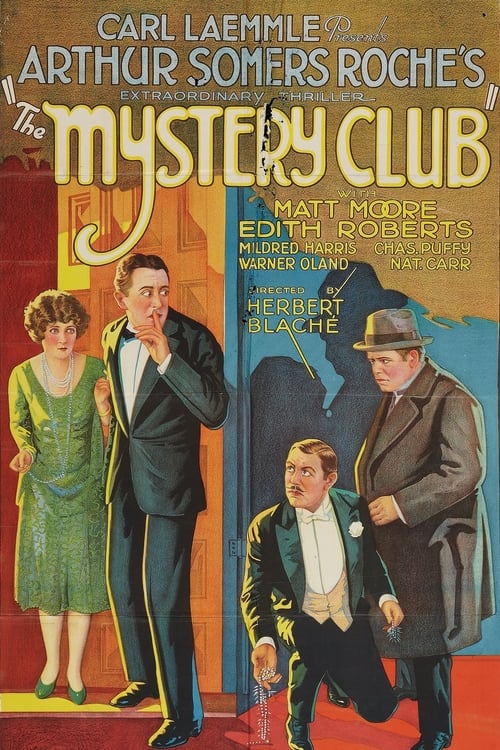 CARL LAEMMLE Presents
ARTHUR SOMERS ROCHE'S
EXTRAORDINARY THRILLER
"The MYSTERY CLUB"
WITH
MATT MOORE
EDITH ROBERTS
MILDRED HARRIS CHAS. PUFFY
WARNER OLAND NAT. CARR
DIRECTED BY
HERBERT
BLACHÉ